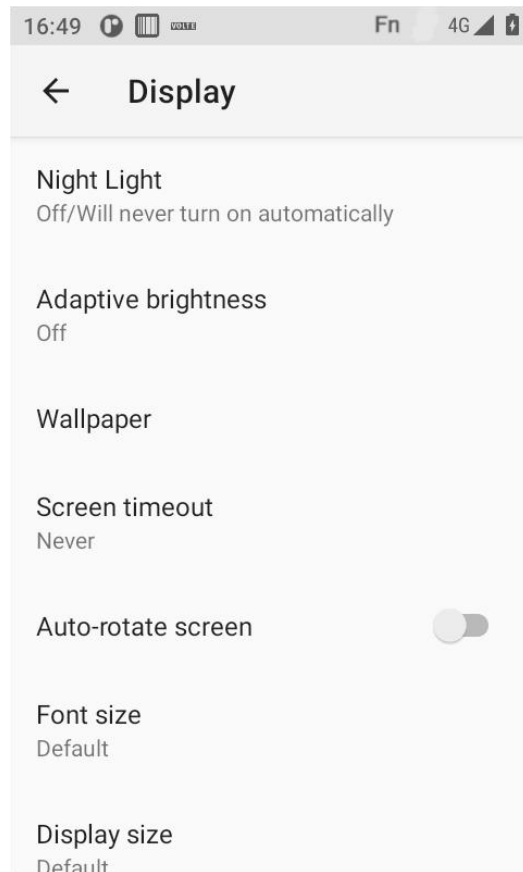 16:49 VOLTE Fn 4G
Display
Night Light
Off/Will never turn on automatically
Adaptive brightness
Off
Wallpaper
Screen timeout
Never
Auto-rotate screen
Font size
Default
Display size
Default